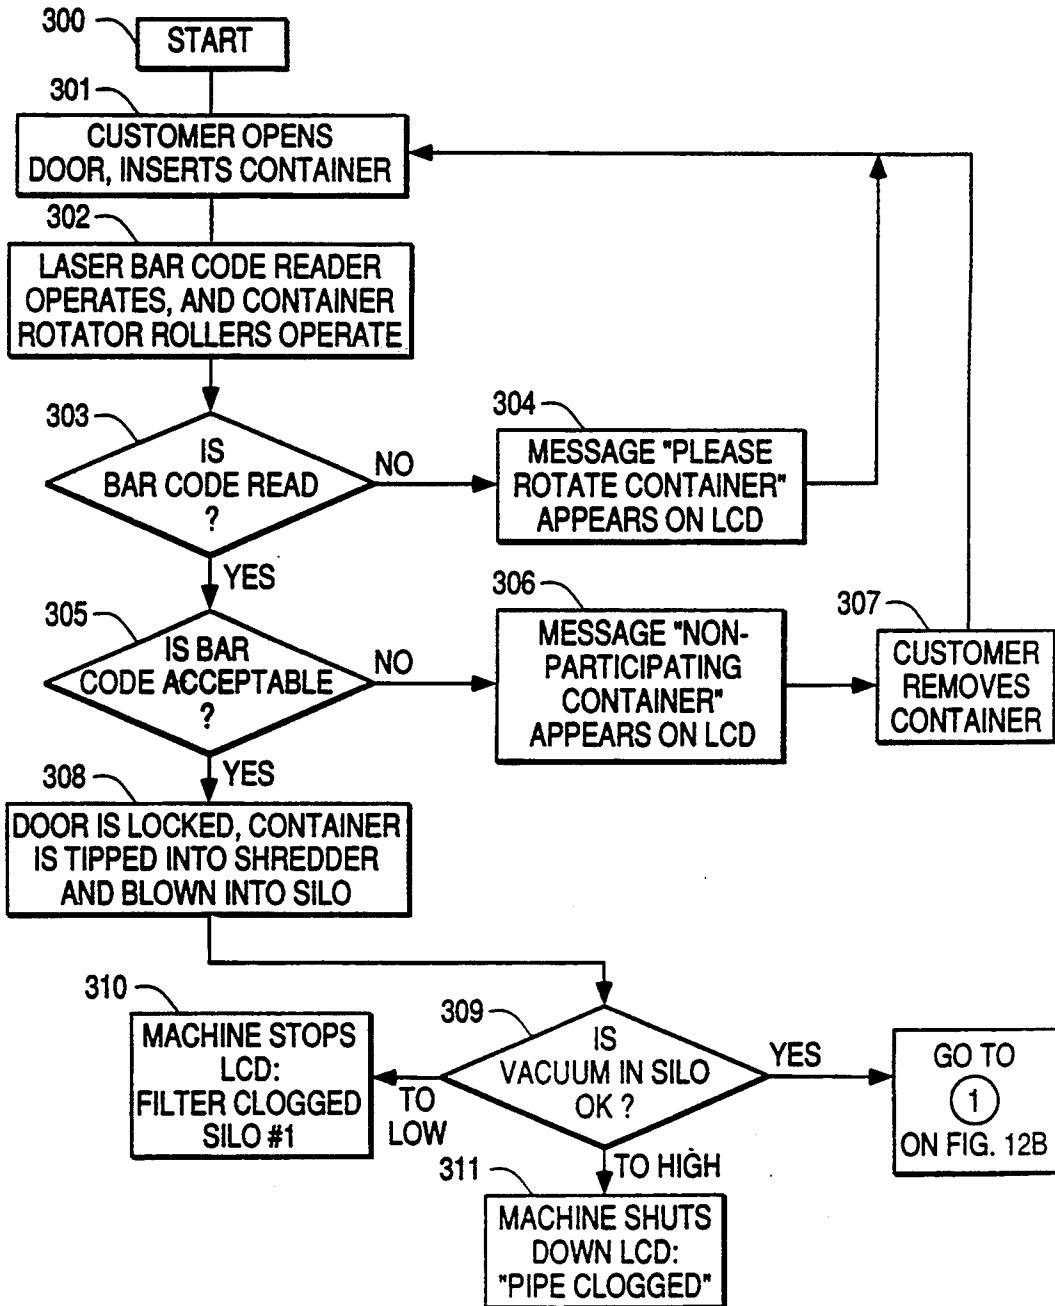 300
START
301
CUSTOMER OPENS
DOOR, INSERTS CONTAINER
302
LASER BAR CODE READER
OPERATES, AND CONTAINER
ROTATOR ROLLERS OPERATE
303
IS
BAR CODE READ
?
NO
304
MESSAGE "PLEASE
ROTATE CONTAINER"
APPEARS ON LCD
YES
305
IS BAR
CODE ACCEPTABLE
?
NO
306
MESSAGE "NON-
PARTICIPATING
CONTAINER"
APPEARS ON LCD
307
CUSTOMER
REMOVES
CONTAINER
YES
308
DOOR IS LOCKED, CONTAINER
IS TIPPED INTO SHREDDER
AND BLOWN INTO SILO
309
IS
VACUUM IN SILO
OK ?
TO
LOW
310
MACHINE STOPS
LCD:
FILTER CLOGGED
SILO #1
YES
GO TO
1
ON FIG. 12B
TO HIGH
311
MACHINE SHUTS
DOWN LCD:
"PIPE CLOGGED"